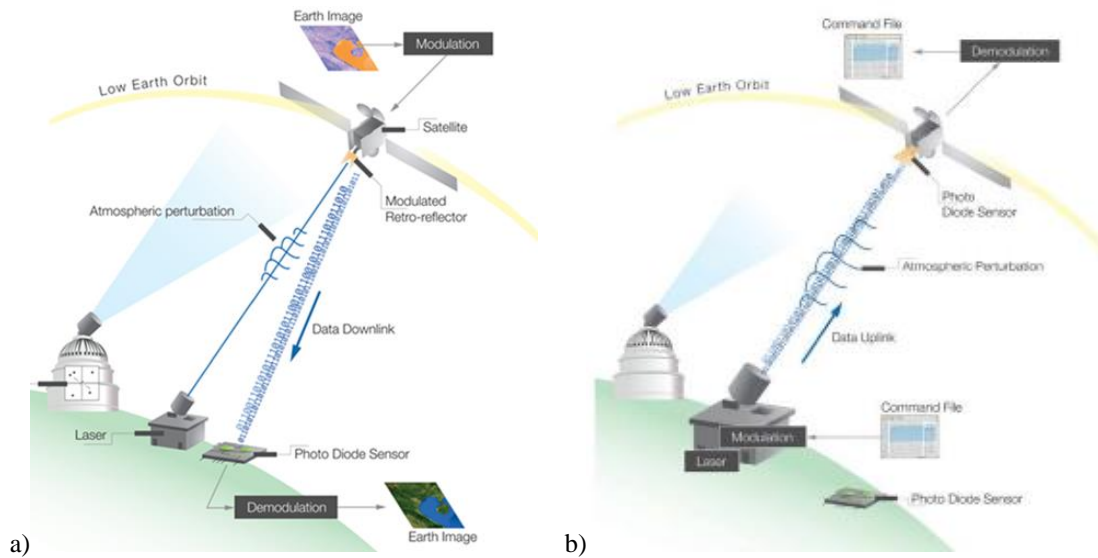 Earth Image
Modulation
Low Earth Orbit
Satellite
Modulated
Retro-reflector
Atmospheric perturbation
Data Downlink
Laser
Photo Diode Sensor
Demodulation
Earth Image
a)
Command File
Demodulation
Low Earth Orbit
Photo
Diode Sensor
Atmospheric Perturbation
Data Uplink
Command File
Modulation
Laser
Photo Diode Sensor
b)